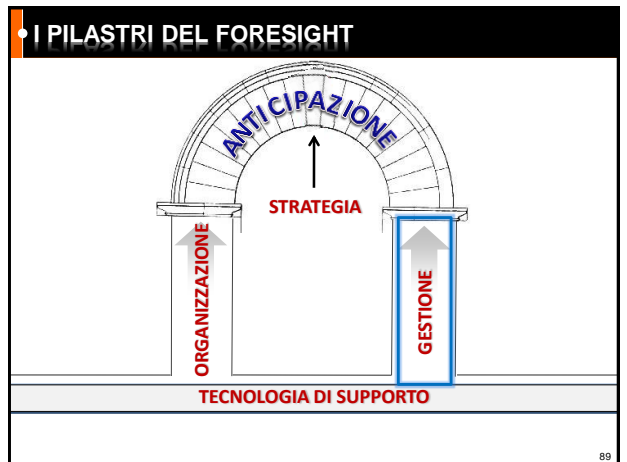 • I PILASTRI DEL FORESIGHT
ANTICIPAZIONE
STRATEGIA
ORGANIZZAZIONE
GESTIONE
TECNOLOGIA DI SUPPORTO
89